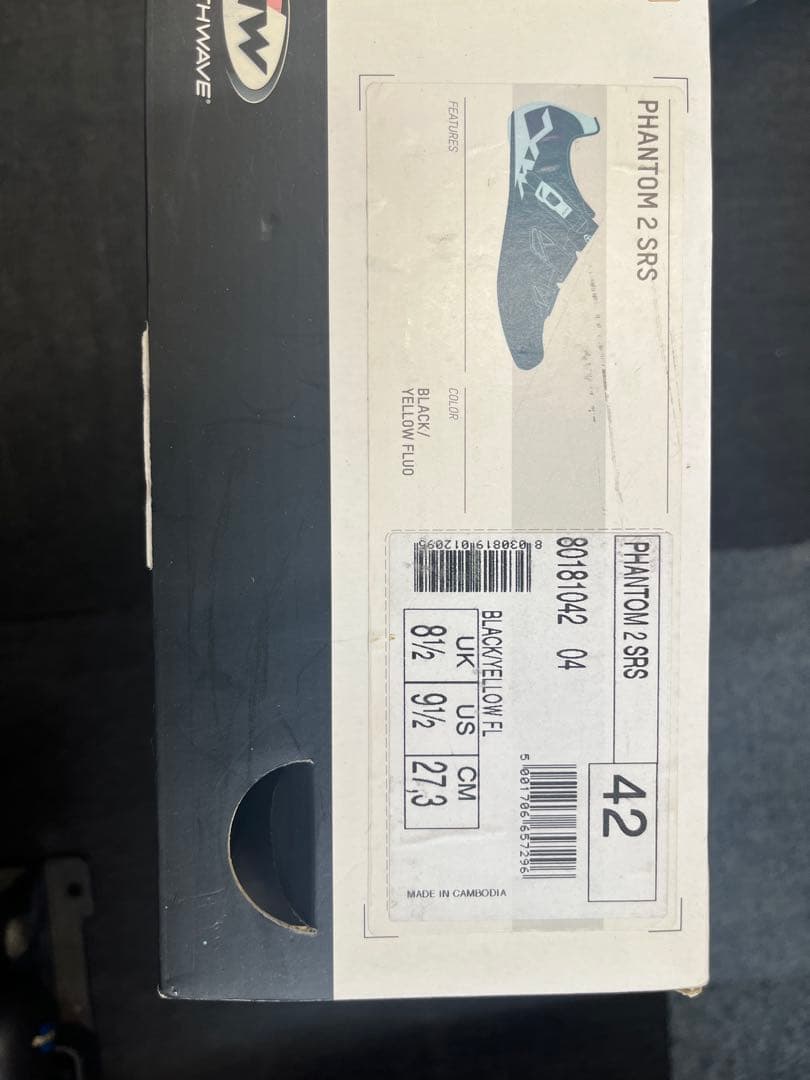 NW
THWAVE®
PHANTOM 2 SRS
FEATURES
COLOR
BLACK/
YELLOW FLUO
PHANTOM 2 SRS
42
80181042 04
5 001706 657296
8 030819 012095
BLACK/YELLOW FL
UK US CM
8½ 9½ 27,3
MADE IN CAMBODIA